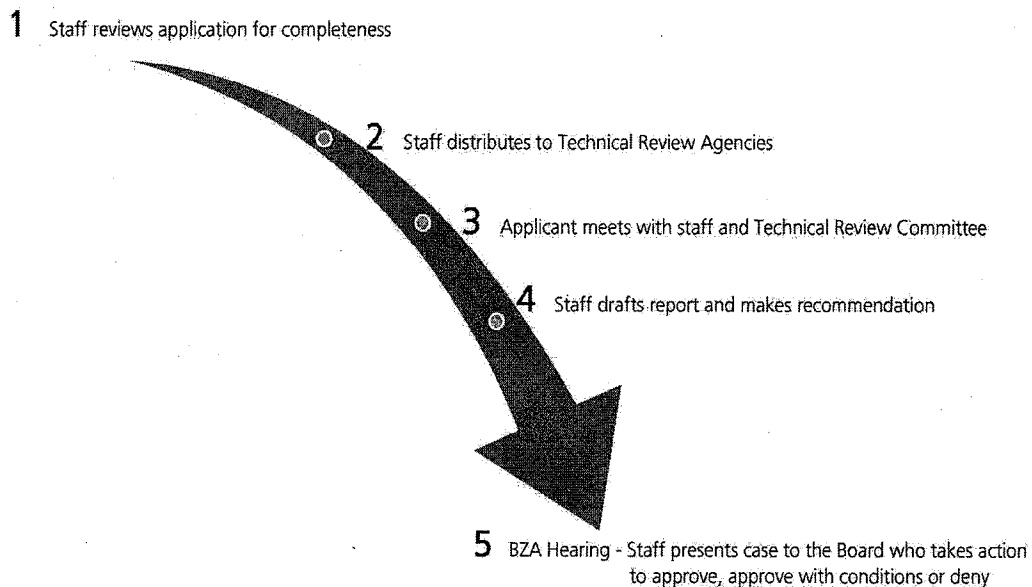 1 Staff reviews application for completeness
2 Staff distributes to Technical Review Agencies
3 Applicant meets with staff and Technical Review Committee
4 Staff drafts report and makes recommendation
5 BZA Hearing - Staff presents case to the Board who takes action
to approve, approve with conditions or deny